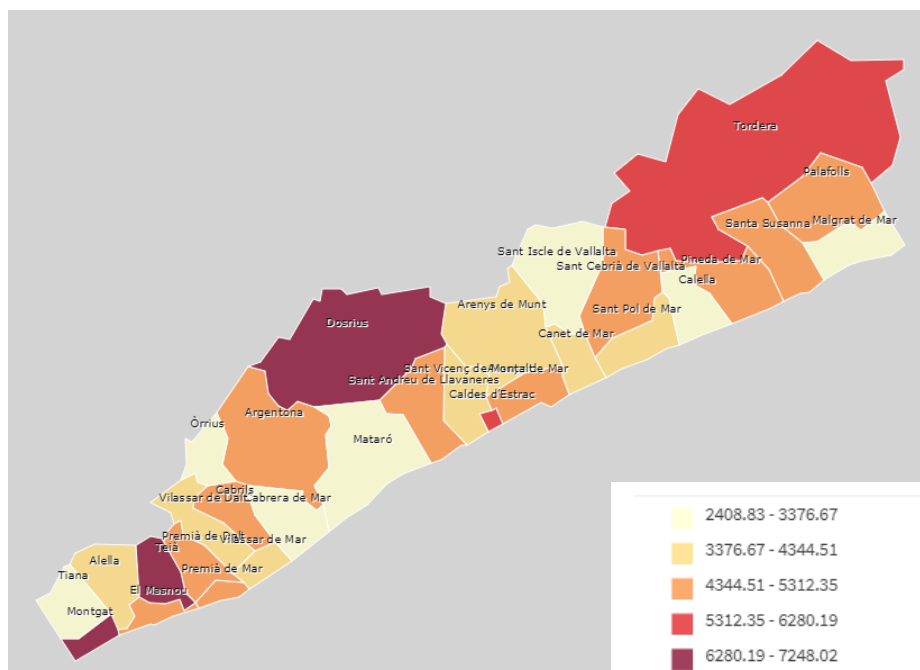 Tordera
Palafolls
Santa Susanna
Malgrat de Mar
Sant Iscle de Vallalta
Sant Cebrià de Vallalta
Pineda de Mar
Calella
Arenys de Munt
Sant Pol de Mar
Dosrius
Canet de Mar
Sant Vicenç de Montalt
Arenys de Mar
Sant Andreu de Llavaneres
Caldes d'Estrac
Argentona
Òrrius
Mataró
Cabrils
Vilassar de Dalt
Cabrera de Mar
Premià de Dalt
Vilassar de Mar
Teià
Alella
Premià de Mar
Tiana
El Masnou
Montgat
2408.83 - 3376.67
3376.67 - 4344.51
4344.51 - 5312.35
5312.35 - 6280.19
6280.19 - 7248.02